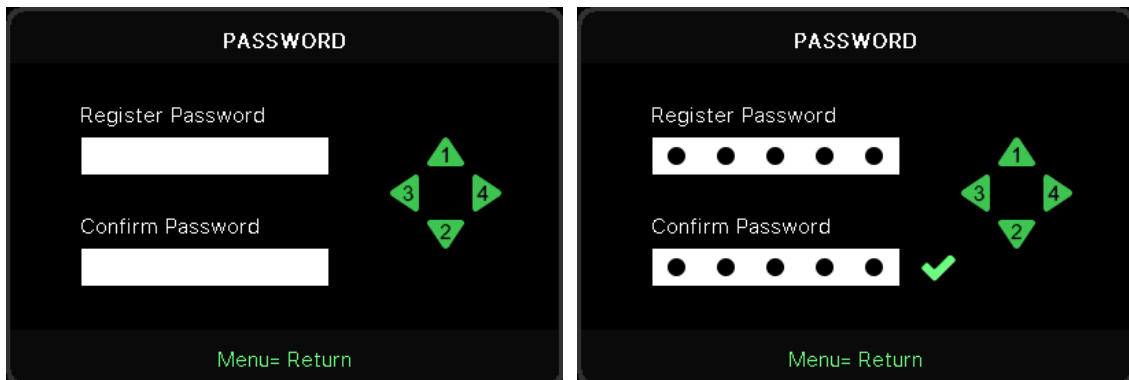 PASSWORD
Register Password
1
3 4
Confirm Password
2
Menu= Return
PASSWORD
Register Password
1
3 4
Confirm Password
2
Menu= Return